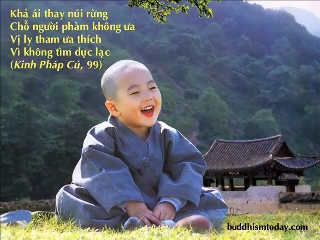 Khả ái thay núi rừng
Chỗ người phàm không ưa
Vị ly tham ưa thích
Vì không tìm dục lạc
(Kinh Pháp Cú, 99)
buddhismtoday.com